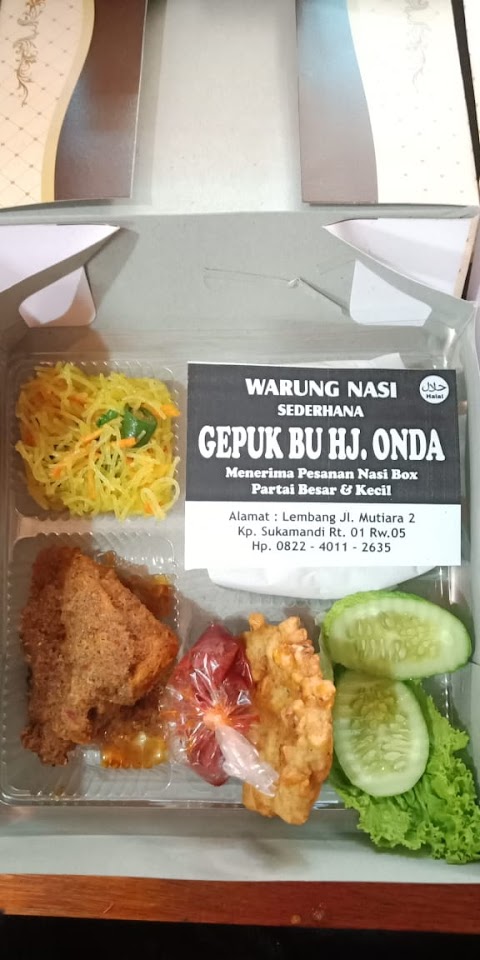 WARUNG NASI
SEDERHANA
حلال
Halal
GEPUK BU HJ. ONDA
Menerima Pesanan Nasi Box
Partai Besar & Kecil
Alamat : Lembang Jl. Mutiara 2
Kp. Sukamandi Rt. 01 Rw.05
Hp. 0822 - 4011 - 2635